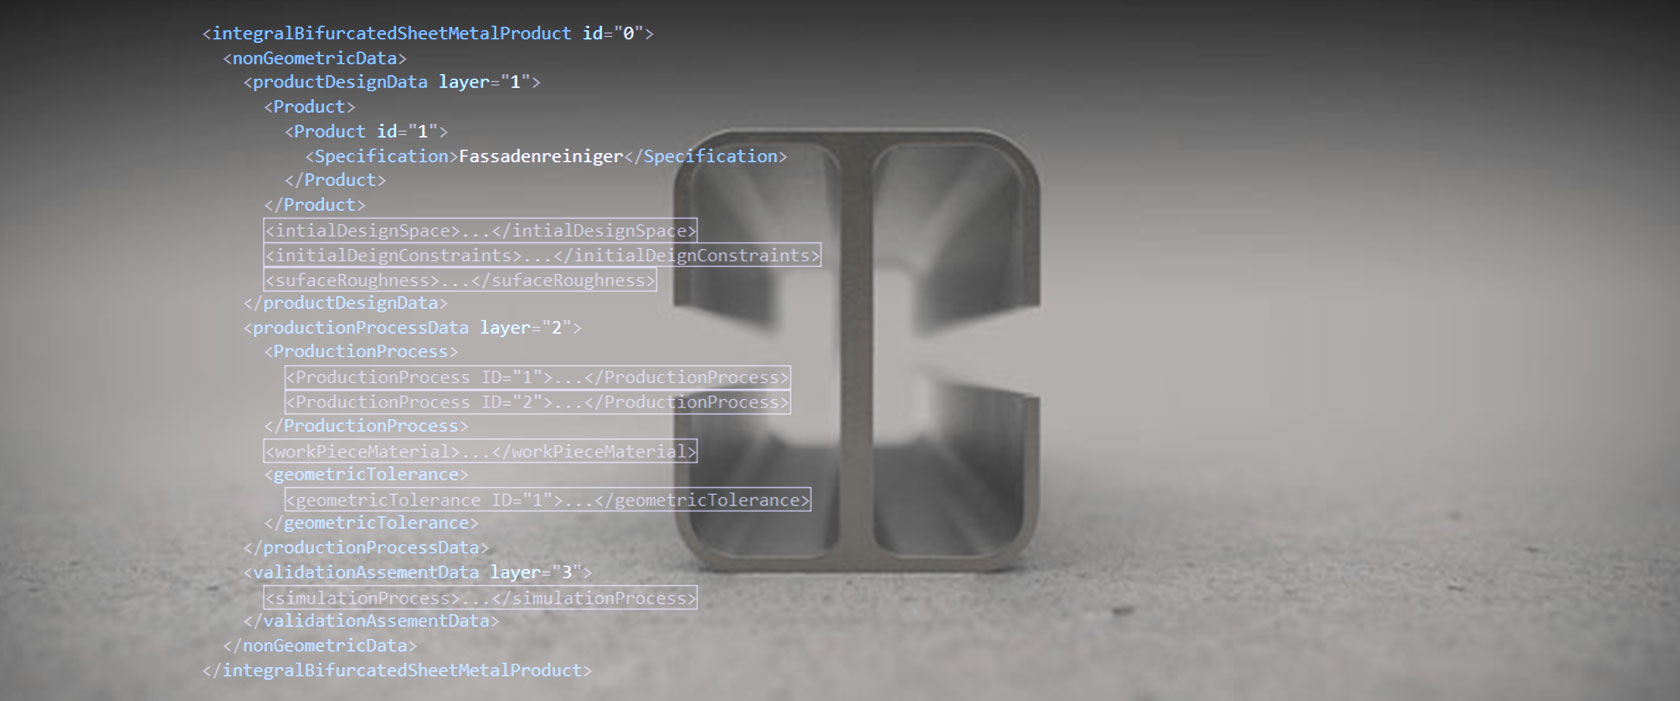 <integralBifurcatedSheetMetalProduct id="0">
<nonGeometricData>
<productDesignData layer="1">
<Product>
<Product id="1">
<Specification>Fassadenreiniger</Specification>
</Product>
</Product>
<intialDesignSpace>...</intialDesignSpace>
<initialDeignConstraints>...</initialDeignConstraints>
<sufaceRoughness>...</sufaceRoughness>
</productDesignData>
<productionProcessData layer="2">
<ProductionProcess>
<ProductionProcess ID="1">...</ProductionProcess>
<ProductionProcess ID="2">...</ProductionProcess>
</ProductionProcess>
<workPieceMaterial>...</workPieceMaterial>
<geometricTolerance>
<geometricTolerance ID="1">...</geometricTolerance>
</geometricTolerance>
</productionProcessData>
<validationAssementData layer="3">
<simulationProcess>...</simulationProcess>
</validationAssementData>
</nonGeometricData>
</integralBifurcatedSheetMetalProduct>